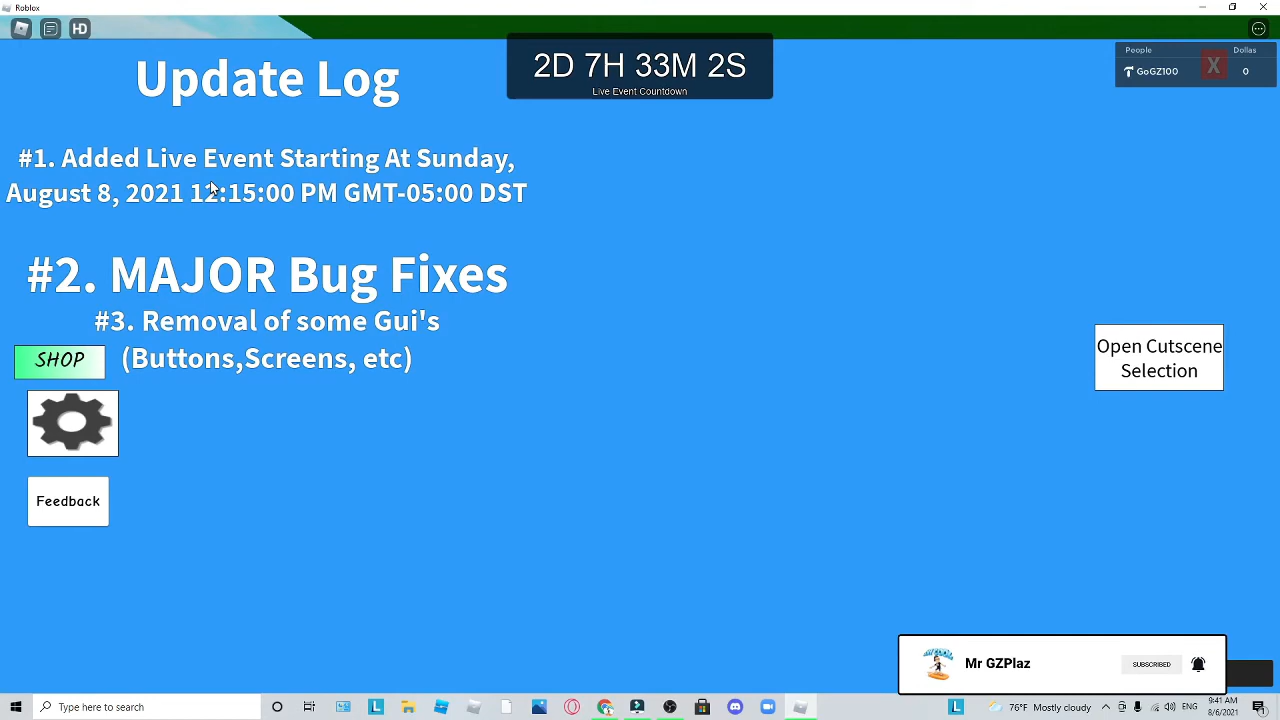 Roblox
HD
2D 7H 33M 2S
Live Event Countdown
People
Dollas
GoGZ100
X
0
Update Log
#1. Added Live Event Starting At Sunday,
August 8, 2021 12:15:00 PM GMT-05:00 DST
#2. MAJOR Bug Fixes
#3. Removal of some Gui's
(Buttons,Screens, etc)
SHOP
Feedback
Open Cutscene
Selection
Mr GZPlaz
SUBSCRIBED
Type here to search
L
L
76°F Mostly cloudy
ENG
9:41 AM
8/6/2021